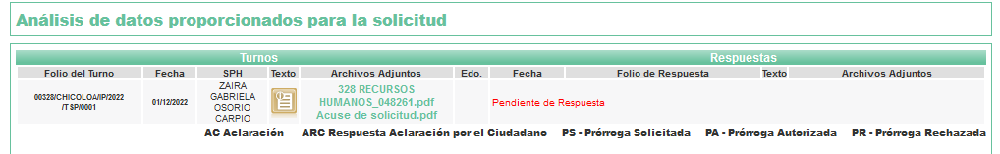 Análisis de datos proporcionados para la solicitud
Turnos Respuestas
Folio del Turno Fecha SPH Texto Archivos Adjuntos Edo. Fecha Folio de Respuesta Texto Archivos Adjuntos
00328/CHICOLOA/IP/2022
/TSP/0001
01/12/2022
ZAIRA
GABRIELA
OSORIO
CARPIO
328 RECURSOS
HUMANOS_048261.pdf
Acuse de solicitud.pdf
Pendiente de Respuesta
AC Aclaración ARC Respuesta Aclaración por el Ciudadano PS - Prórroga Solicitada PA - Prórroga Autorizada PR - Prórroga Rechazada